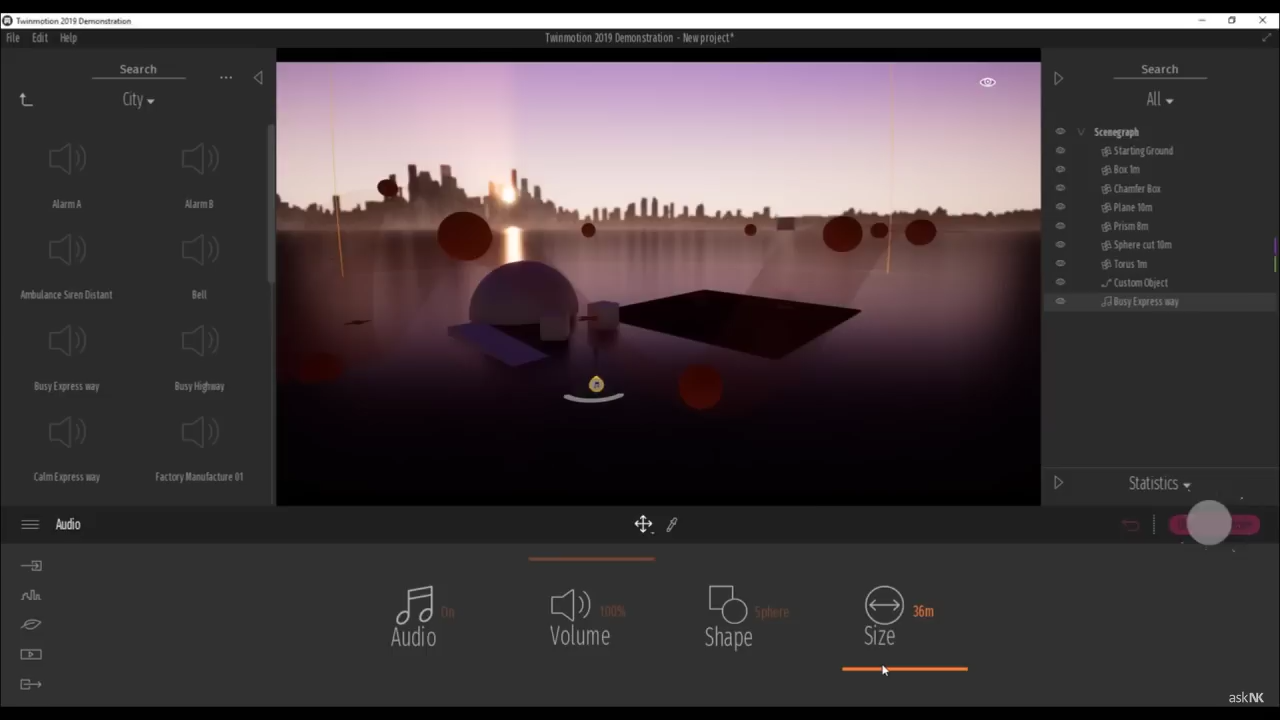 Twinmotion 2019 Demonstration
File Edit Help
Twinmotion 2019 Demonstration - New project*
Search
...
City
Alarm A
Alarm B
Ambulance Siren Distant
Bell
Busy Express way
Busy Highway
Calm Express way
Factory Manufacture 01
Search
All
Scenegraph
Starting Ground
Box 1m
Chamfer Box
Plane 10m
Prism 8m
Sphere cut 10m
Torus 1m
Custom Object
Busy Express way
Statistics
Audio
Audio On
Volume 100%
Shape Sphere
Size 36m
askNK